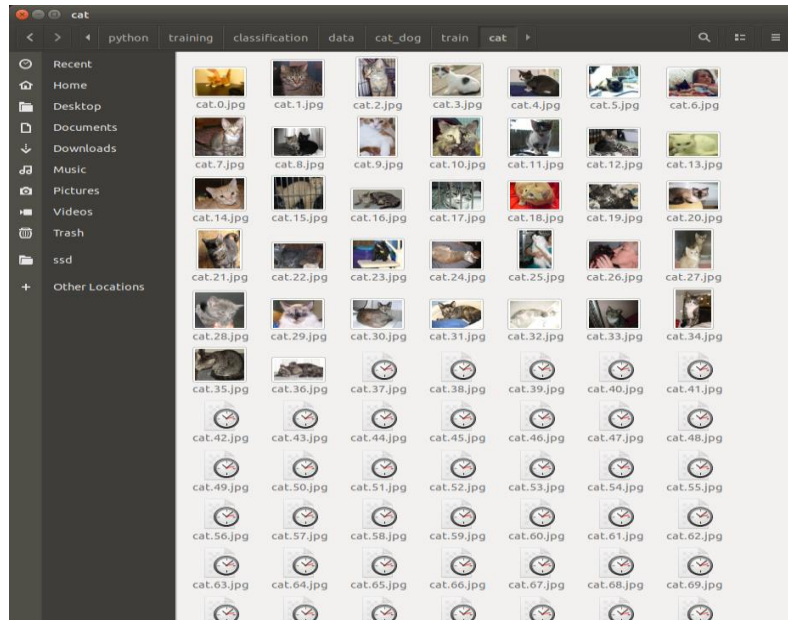 cat
python training classification data cat_dog train cat
Recent
Home
Desktop
Documents
Downloads
Music
Pictures
Videos
Trash
ssd
Other Locations
cat.0.jpg cat.1.jpg cat.2.jpg cat.3.jpg cat.4.jpg cat.5.jpg cat.6.jpg
cat.7.jpg cat.8.jpg cat.9.jpg cat.10.jpg cat.11.jpg cat.12.jpg cat.13.jpg
cat.14.jpg cat.15.jpg cat.16.jpg cat.17.jpg cat.18.jpg cat.19.jpg cat.20.jpg
cat.21.jpg cat.22.jpg cat.23.jpg cat.24.jpg cat.25.jpg cat.26.jpg cat.27.jpg
cat.28.jpg cat.29.jpg cat.30.jpg cat.31.jpg cat.32.jpg cat.33.jpg cat.34.jpg
cat.35.jpg cat.36.jpg cat.37.jpg cat.38.jpg cat.39.jpg cat.40.jpg cat.41.jpg
cat.42.jpg cat.43.jpg cat.44.jpg cat.45.jpg cat.46.jpg cat.47.jpg cat.48.jpg
cat.49.jpg cat.50.jpg cat.51.jpg cat.52.jpg cat.53.jpg cat.54.jpg cat.55.jpg
cat.56.jpg cat.57.jpg cat.58.jpg cat.59.jpg cat.60.jpg cat.61.jpg cat.62.jpg
cat.63.jpg cat.64.jpg cat.65.jpg cat.66.jpg cat.67.jpg cat.68.jpg cat.69.jpg